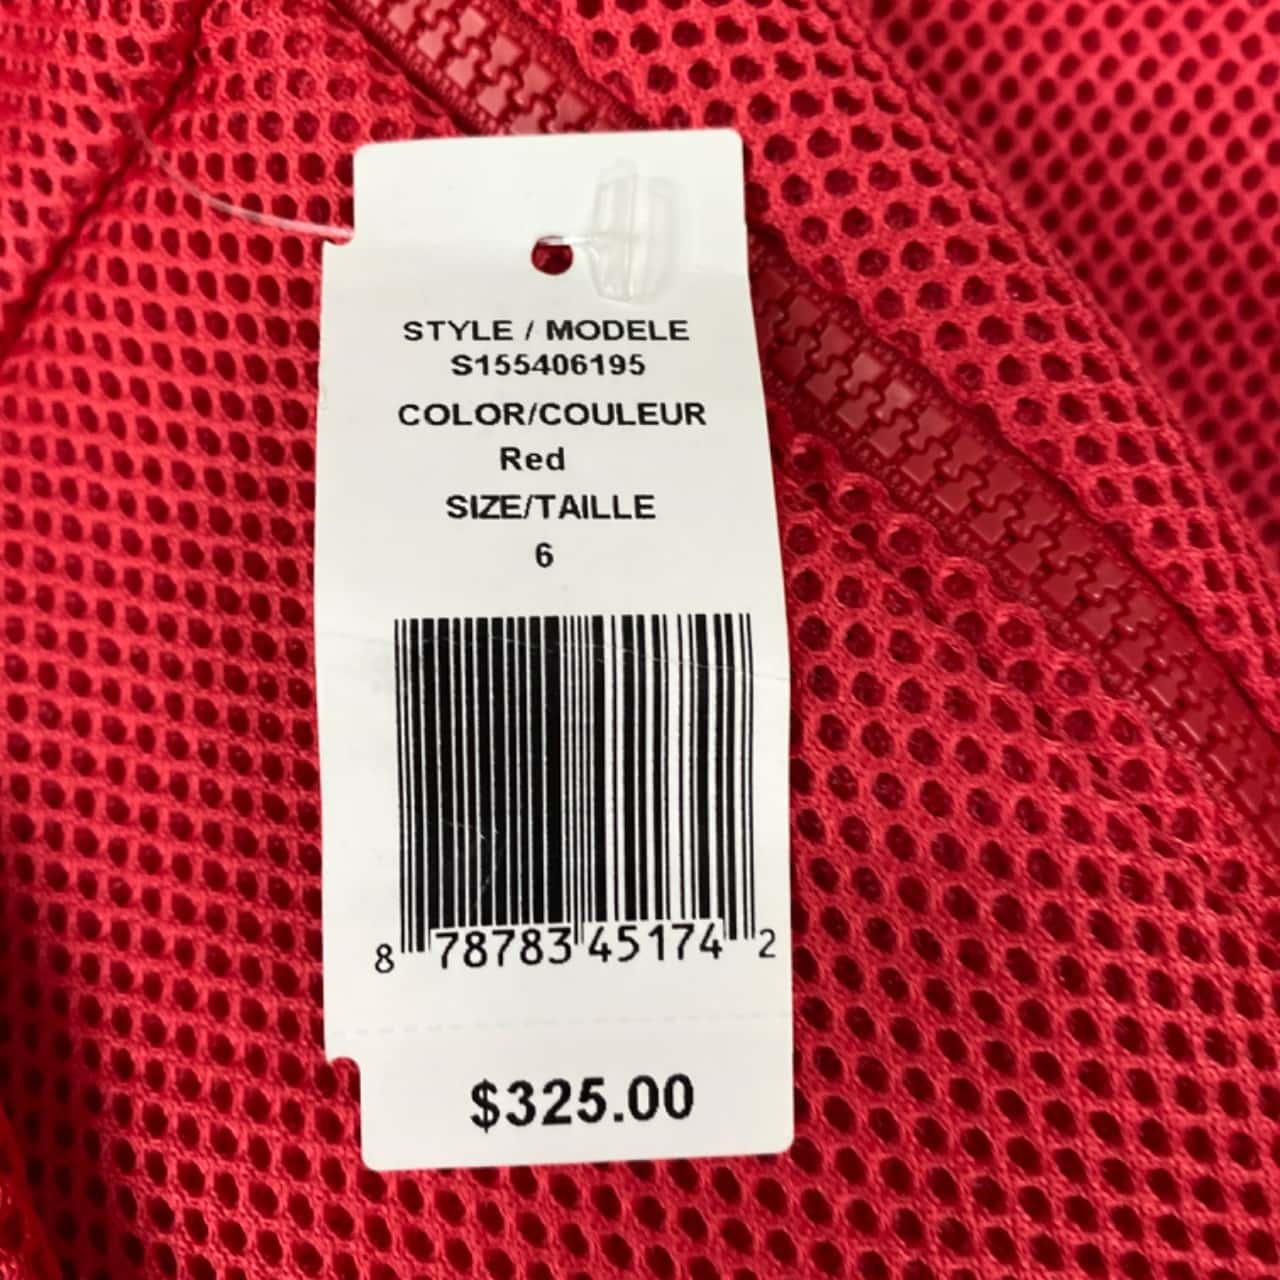 STYLE / MODELE
S155406195
COLOR/COULEUR
Red
SIZE/TAILLE
6
8 78783 45174 2
$325.00